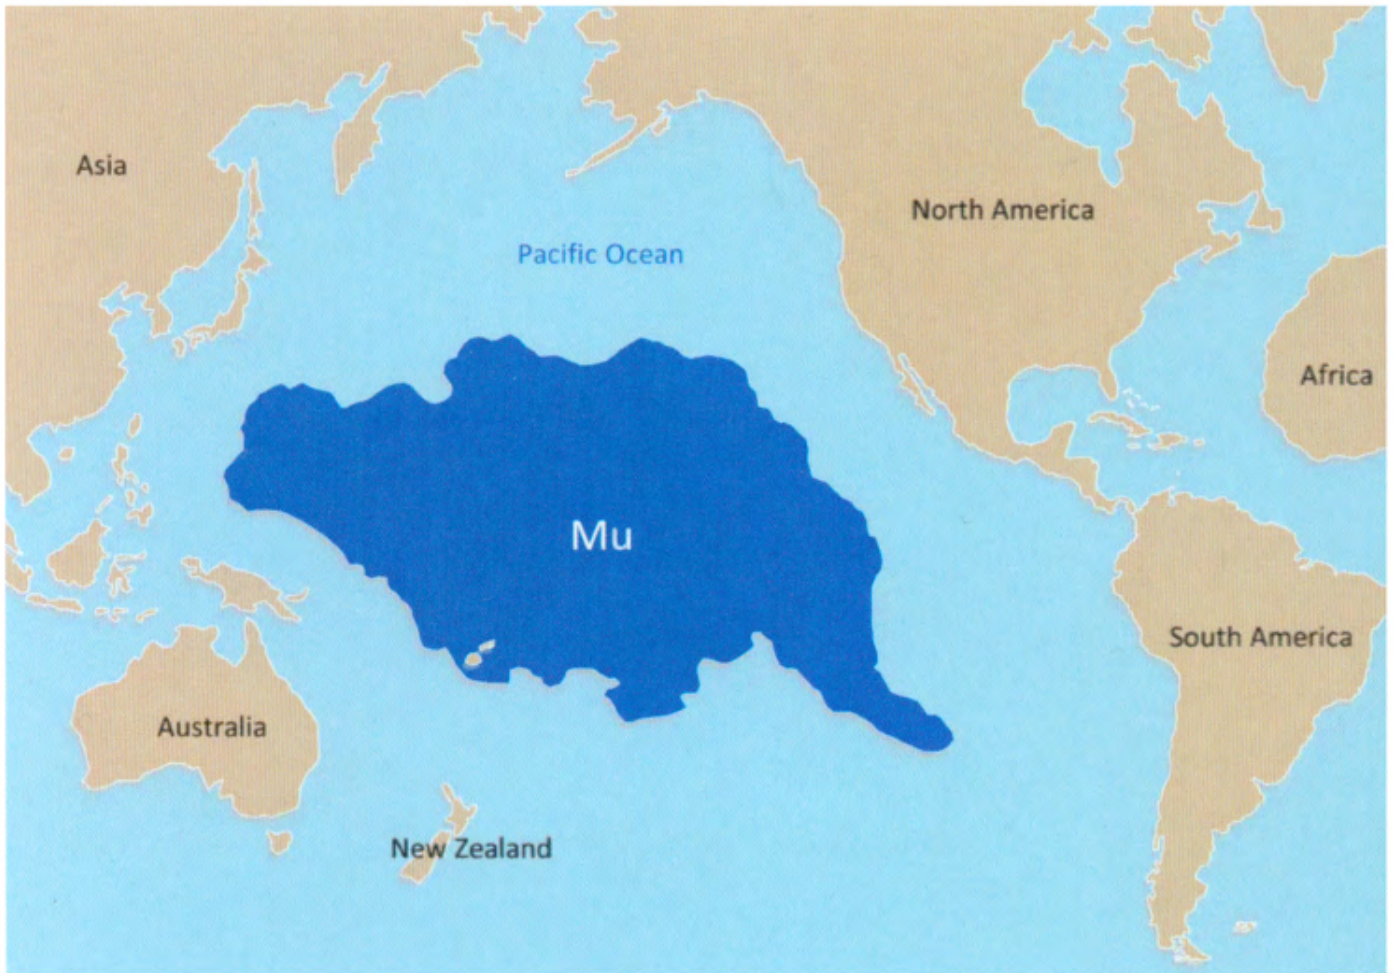 Asia
North America
Pacific Ocean
Africa
Mu
South America
Australia
New Zealand